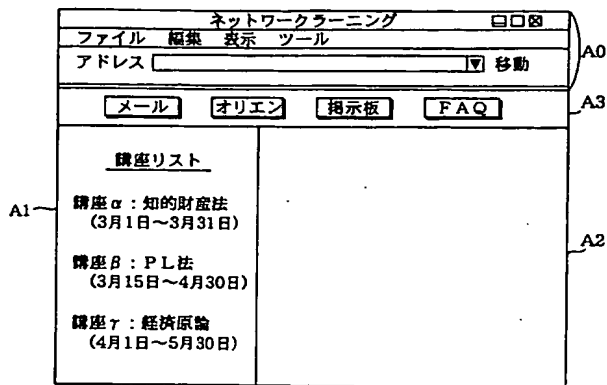 ネットワークラーニング
ファイル 編集 表示 ツール
アドレス 移動
A0
メール オリエン 掲示板 FAQ
A3
講座リスト
講座α:知的財産法
(3月1日~3月31日)
A1
A2
講座β:PL法
(3月15日~4月30日)
講座γ:経済原論
(4月1日~5月30日)